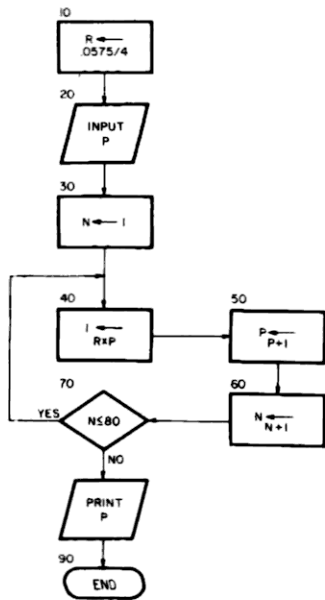 10
R ←
.0575/4
20
INPUT
P
30
N ← 1
40
I ←
R×P
50
P ←
P+I
60
N ←
N+1
70
N≤80
YES
NO
PRINT
P
90
END